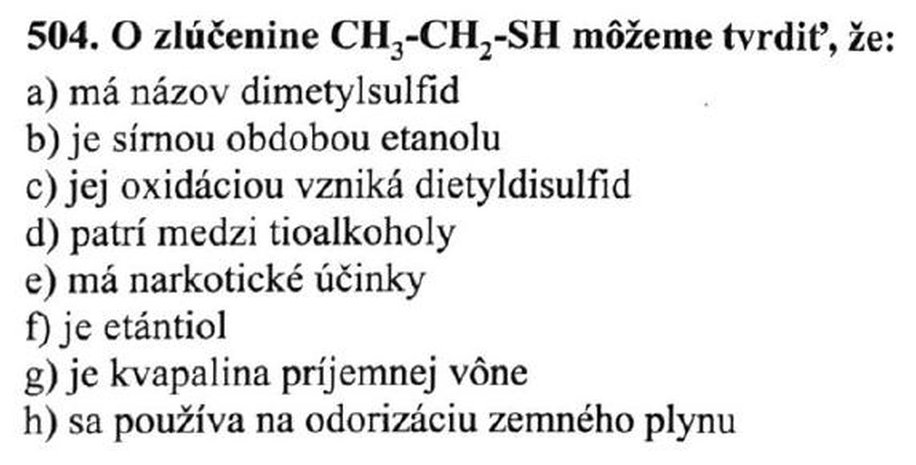 504. O zlúčenine CH₃-CH₂-SH môžeme tvrdiť, že:
a) má názov dimetylsulfid
b) je sírnou obdobou etanolu
c) jej oxidáciou vzniká dietyldisulfid
d) patrí medzi tioalkoholy
e) má narkotické účinky
f) je etántiol
g) je kvapalina príjemnej vône
h) sa používa na odorizáciu zemného plynu